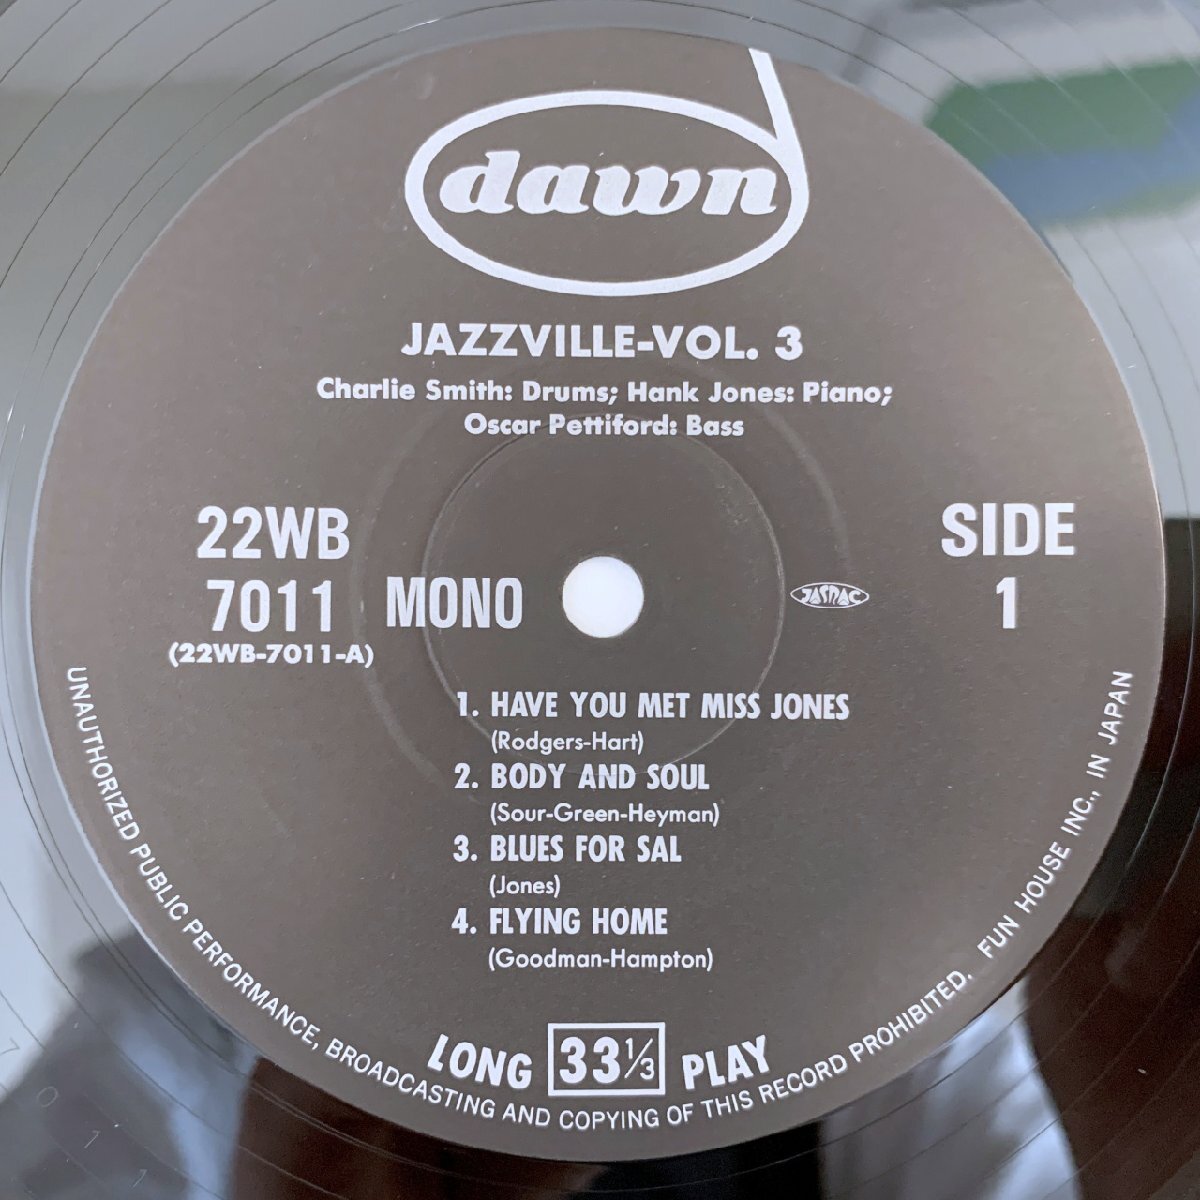 dawn
JAZZVILLE-VOL. 3
Charlie Smith: Drums; Hank Jones: Piano;
Oscar Pettiford: Bass
22WB
7011
(22WB-7011-A)
MONO
JASRAC
SIDE
1
1. HAVE YOU MET MISS JONES
(Rodgers-Hart)
2. BODY AND SOUL
(Sour-Green-Heyman)
3. BLUES FOR SAL
(Jones)
4. FLYING HOME
(Goodman-Hampton)
LONG 33⅓ PLAY
UNAUTHORIZED PUBLIC PERFORMANCE, BROADCASTING AND COPYING OF THIS RECORD PROHIBITED. FUN HOUSE INC., IN JAPAN